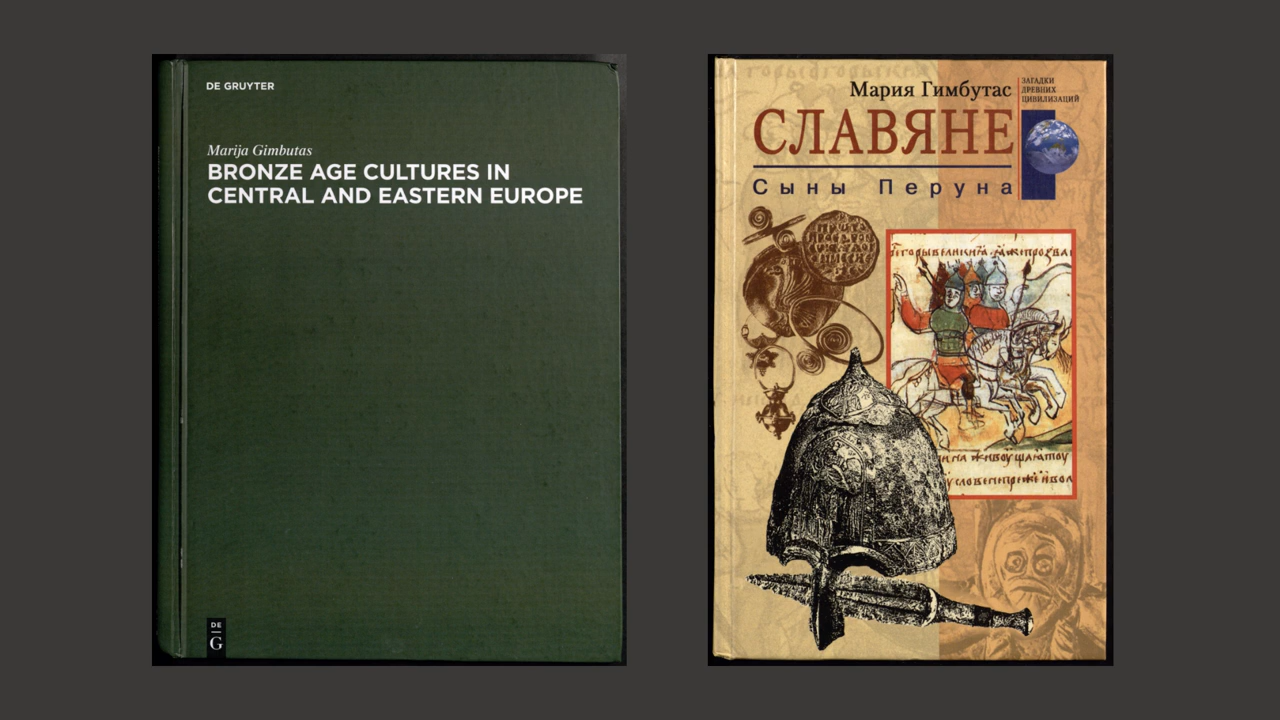 DE GRUYTER
Marija Gimbutas
BRONZE AGE CULTURES IN
CENTRAL AND EASTERN EUROPE
DE
G
Мария Гимбутас
ЗАГАДКИ
ДРЕВНИХ
ЦИВИЛИЗАЦИЙ
СЛАВЯНЕ
Сыны Перуна